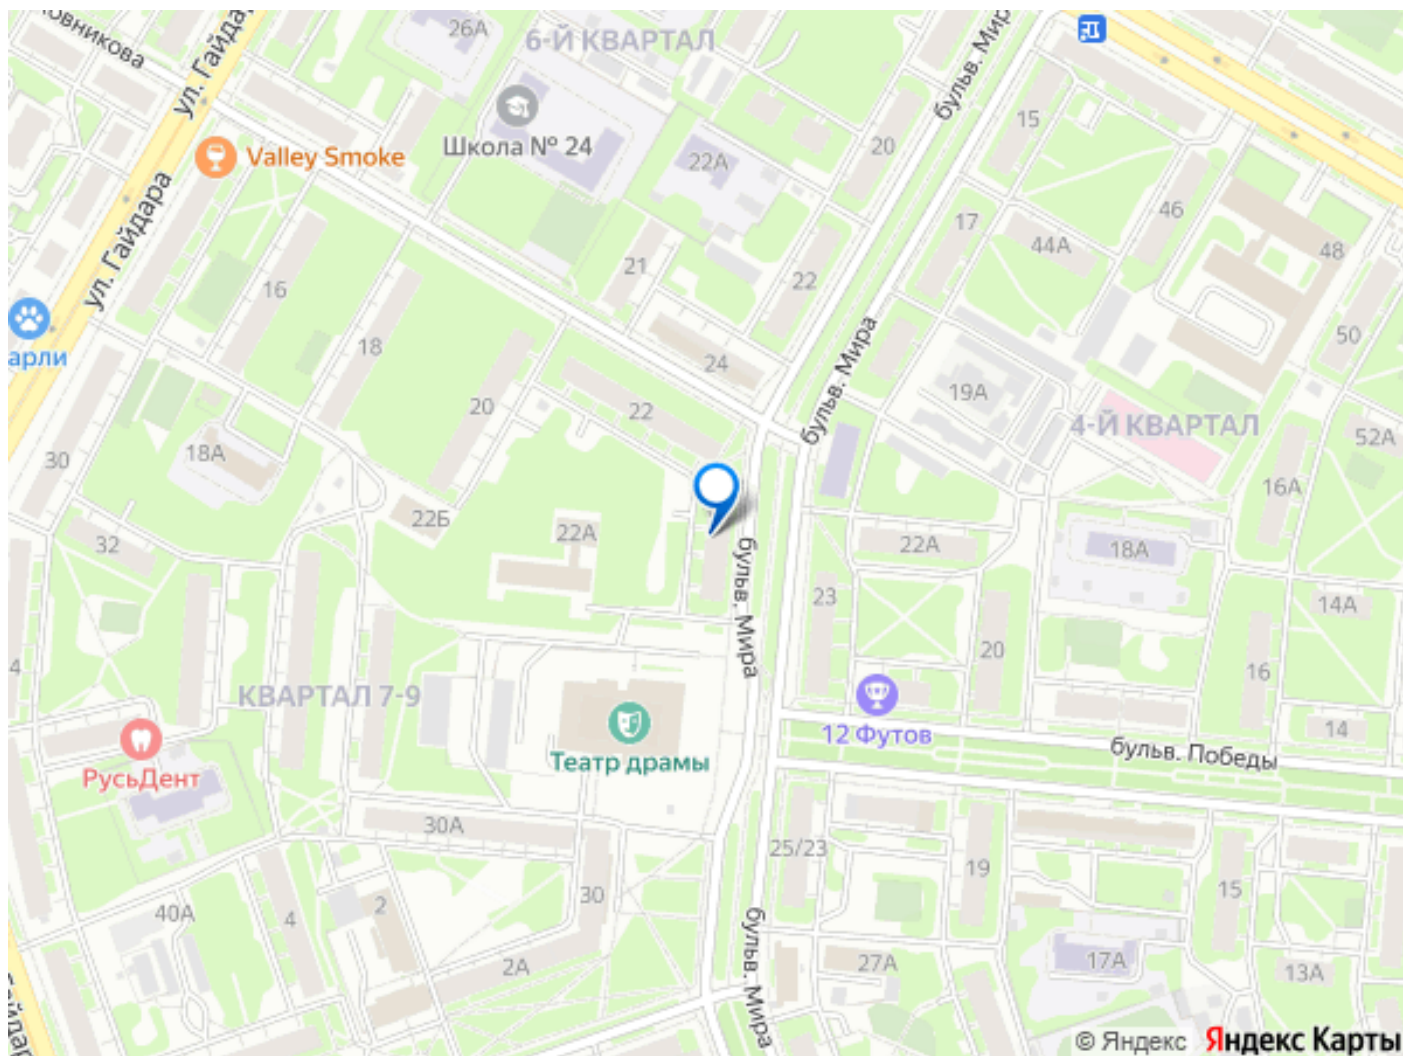 26А
6-Й КВАРТАЛ
овникова
ул. Гайдара
бульв. Мира
Школа № 24
Valley Smoke
15
20
22А
ул. Гайдара
46
17
44А
48
21
22
16
50
арли
18
24
бульв. Мира
19А
20
22
4-Й КВАРТАЛ
52А
30
18А
16А
22Б
22А
32
22А
18А
бульв. Мира
23
14А
20
4
КВАРТАЛ 7-9
16
12 Футов
14
Театр драмы
бульв. Победы
РусьДент
30А
25/23
19
30
15
40А
4
2
бульв. Мира
2А
27А
17А
13А
© Яндекс Яндекс Карты